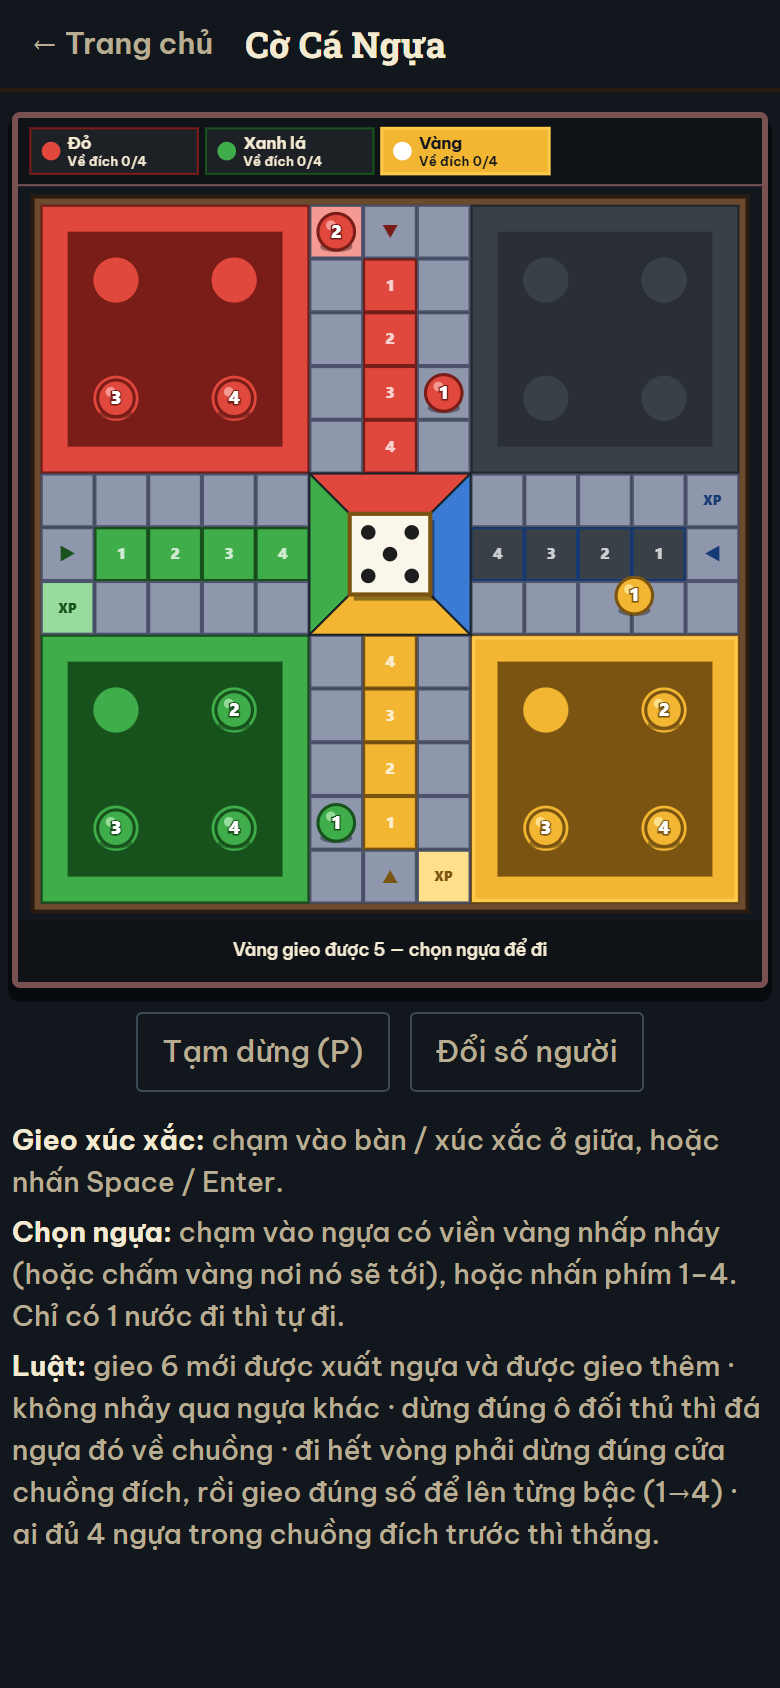 ← Trang chủ Cờ Cá Ngựa
Đỏ
Về đích 0/4
Xanh lá
Về đích 0/4
Vàng
Về đích 0/4
2 ▼
1
2
3 1
3 4
4
XP
▶ 1 2 3 4 4 3 2 1 ◀
XP 1
4
2 3 2
2
3 4 1 1 3 4
▲ XP
Vàng gieo được 5 – chọn ngựa để đi
Tạm dừng (P) Đổi số người
Gieo xúc xắc: chạm vào bàn / xúc xắc ở giữa, hoặc
nhấn Space / Enter.
Chọn ngựa: chạm vào ngựa có viền vàng nhấp nháy
(hoặc chấm vàng nơi nó sẽ tới), hoặc nhấn phím 1–4.
Chỉ có 1 nước đi thì tự đi.
Luật: gieo 6 mới được xuất ngựa và được gieo thêm ·
không nhảy qua ngựa khác · dừng đúng ô đối thủ thì đá
ngựa đó về chuồng · đi hết vòng phải dừng đúng cửa
chuồng đích, rồi gieo đúng số để lên từng bậc (1→4) ·
ai đủ 4 ngựa trong chuồng đích trước thì thắng.